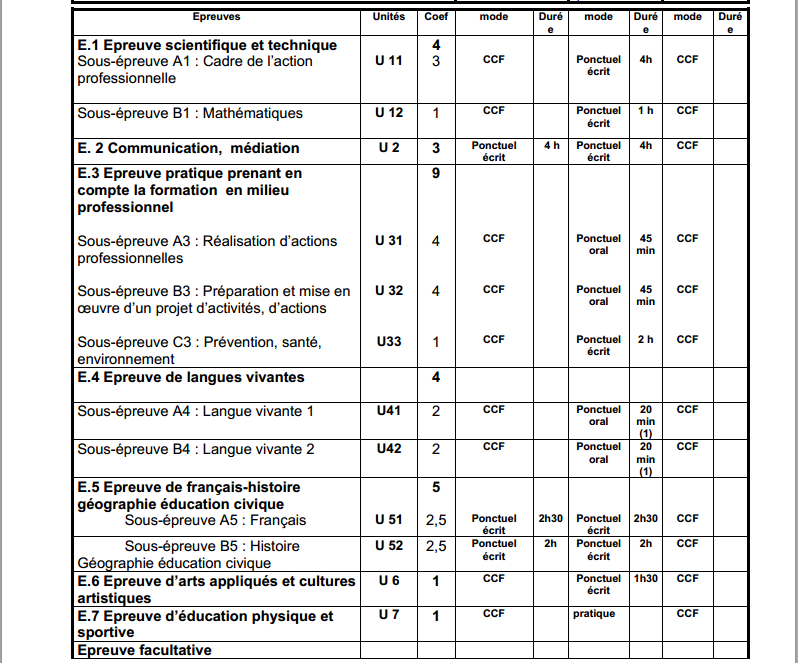 Epreuves Unités Coef mode Duré e mode Duré e mode Duré e
E.1 Epreuve scientifique et technique 4
Sous-épreuve A1 : Cadre de l'action professionnelle U 11 3 CCF Ponctuel écrit 4h CCF
Sous-épreuve B1 : Mathématiques U 12 1 CCF Ponctuel écrit 1 h CCF
E. 2 Communication, médiation U 2 3 Ponctuel écrit 4 h Ponctuel écrit 4h CCF
E.3 Epreuve pratique prenant en compte la formation en milieu professionnel 9
Sous-épreuve A3 : Réalisation d'actions professionnelles U 31 4 CCF Ponctuel oral 45 min CCF
Sous-épreuve B3 : Préparation et mise en œuvre d'un projet d'activités, d'actions U 32 4 CCF Ponctuel oral 45 min CCF
Sous-épreuve C3 : Prévention, santé, environnement U33 1 CCF Ponctuel écrit 2 h CCF
E.4 Epreuve de langues vivantes 4
Sous-épreuve A4 : Langue vivante 1 U41 2 CCF Ponctuel oral 20 min (1) CCF
Sous-épreuve B4 : Langue vivante 2 U42 2 CCF Ponctuel oral 20 min (1) CCF
E.5 Epreuve de français-histoire géographie éducation civique 5
Sous-épreuve A5 : Français U 51 2,5 Ponctuel écrit 2h30 Ponctuel écrit 2h30 CCF
Sous-épreuve B5 : Histoire Géographie éducation civique U 52 2,5 Ponctuel écrit 2h Ponctuel écrit 2h CCF
E.6 Epreuve d'arts appliqués et cultures artistiques U 6 1 CCF Ponctuel écrit 1h30 CCF
E.7 Epreuve d'éducation physique et sportive U 7 1 CCF pratique CCF
Epreuve facultative